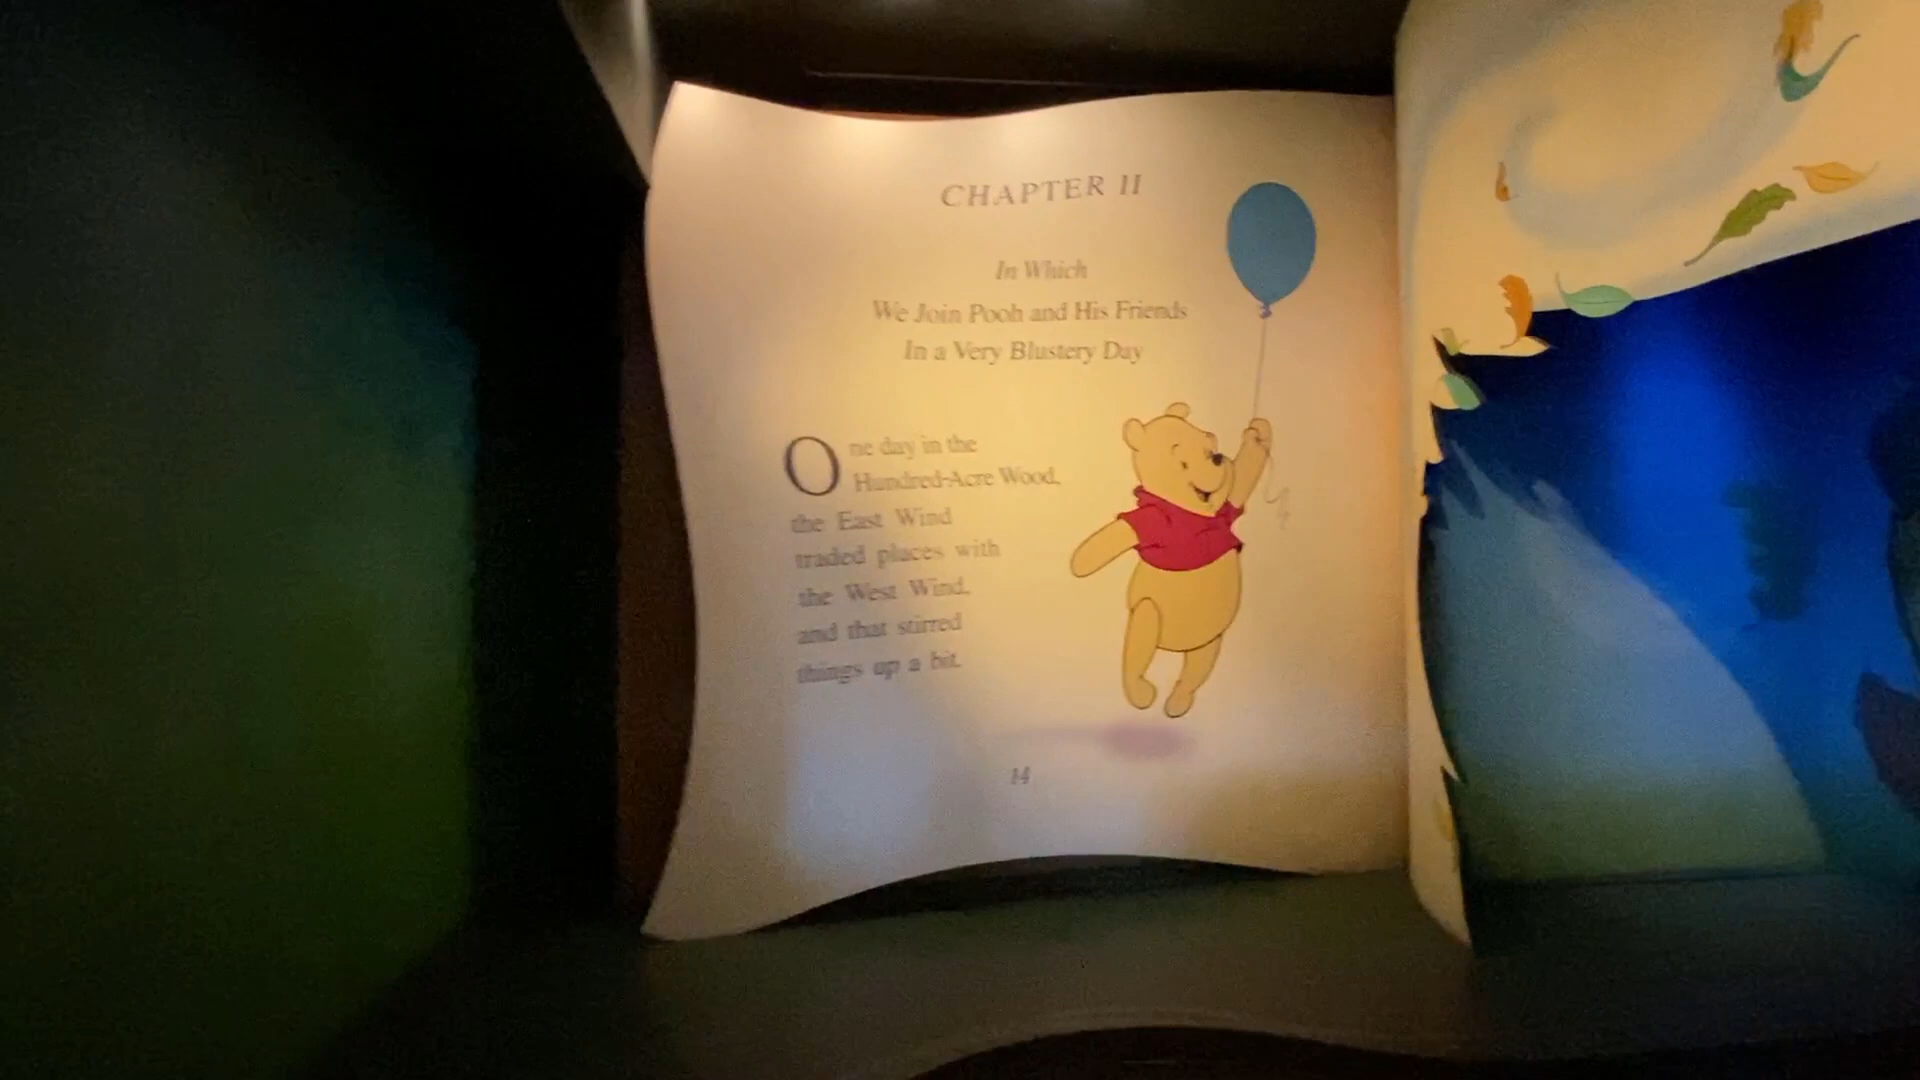 CHAPTER II
In Which
We Join Pooh and His Friends
In a Very Blustery Day
One day in the
Hundred-Acre Wood,
the East Wind
traded places with
the West Wind,
and that stirred
things up a bit.
14